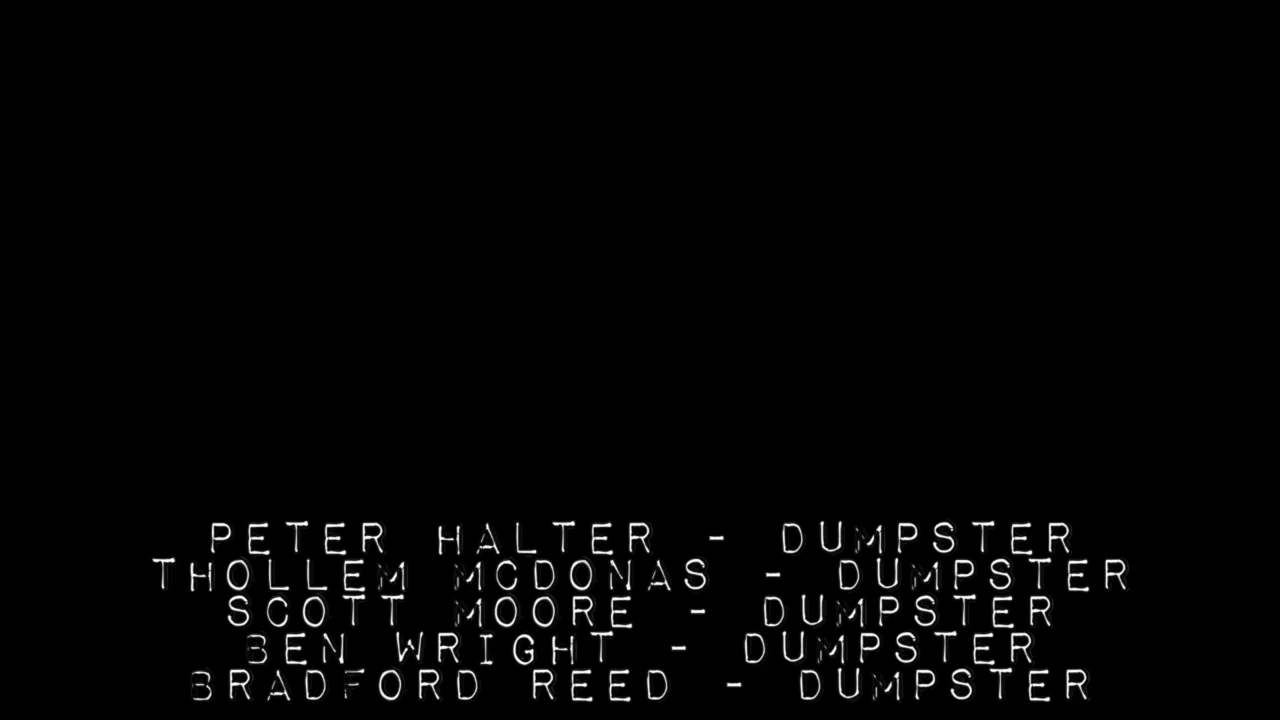 PETER HALTER - DUMPSTER
THOLLEM MCDONAS - DUMPSTER
SCOTT MOORE - DUMPSTER
BEN WRIGHT - DUMPSTER
BRADFORD REED - DUMPSTER